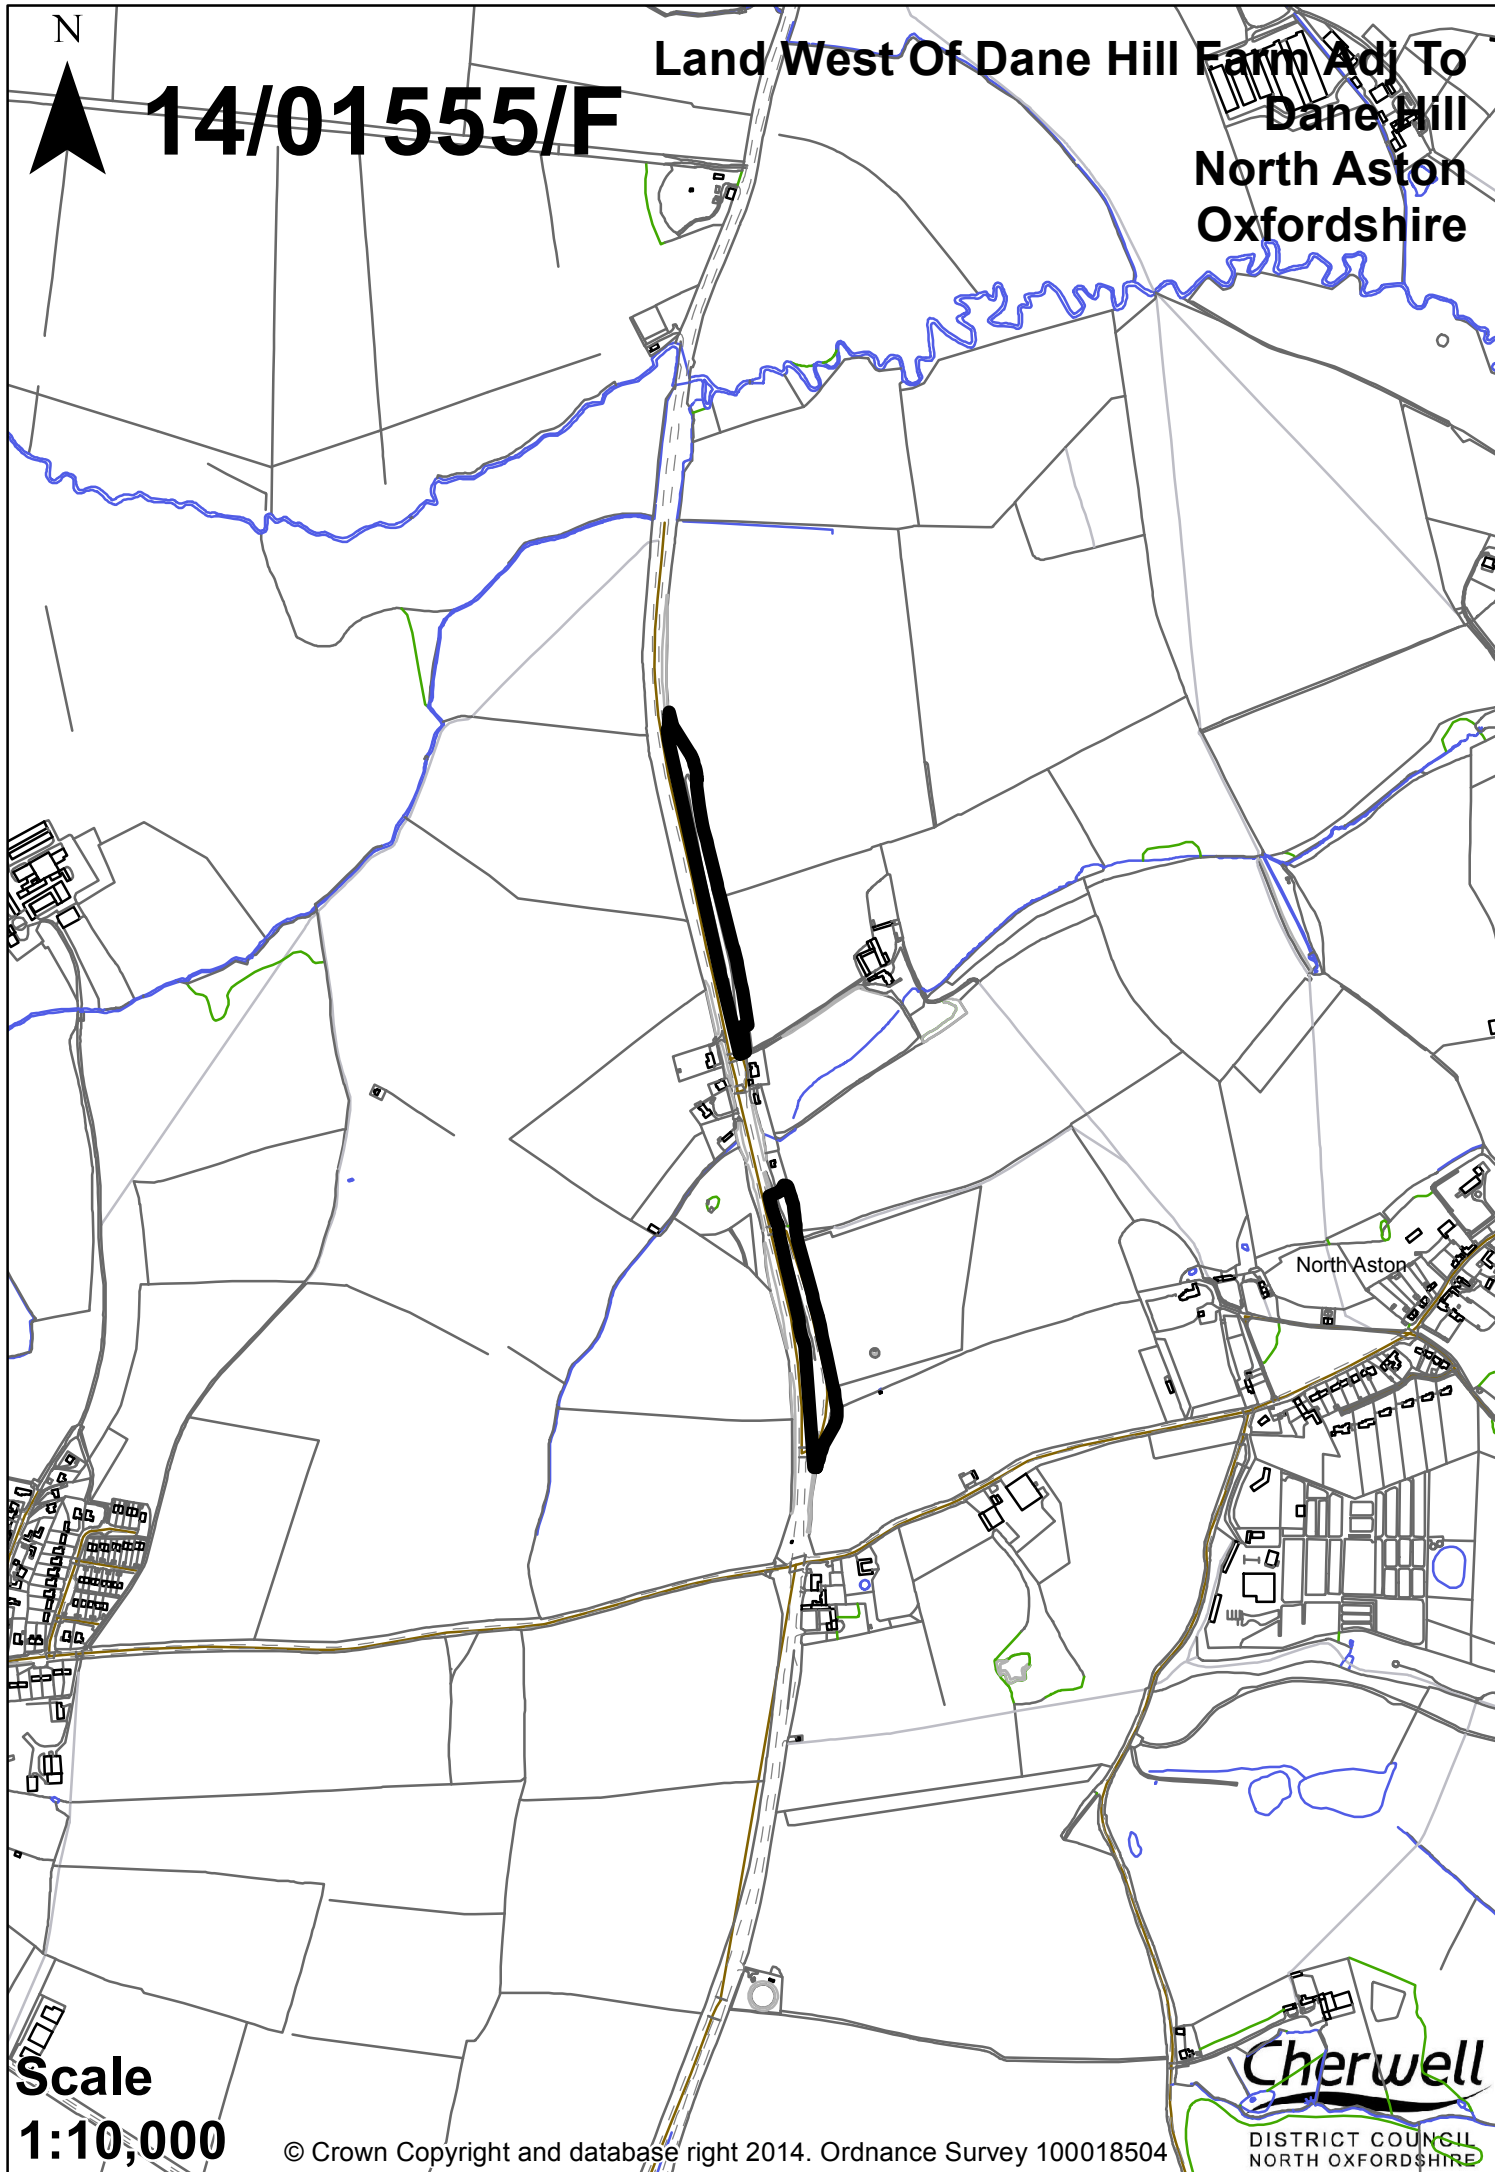 N
14/01555/F
Land West Of Dane Hill Farm Adj To
Dane Hill
North Aston
Oxfordshire
North Aston
Scale
1:10,000
© Crown Copyright and database right 2014. Ordnance Survey 100018504
Cherwell
DISTRICT COUNCIL
NORTH OXFORDSHIRE